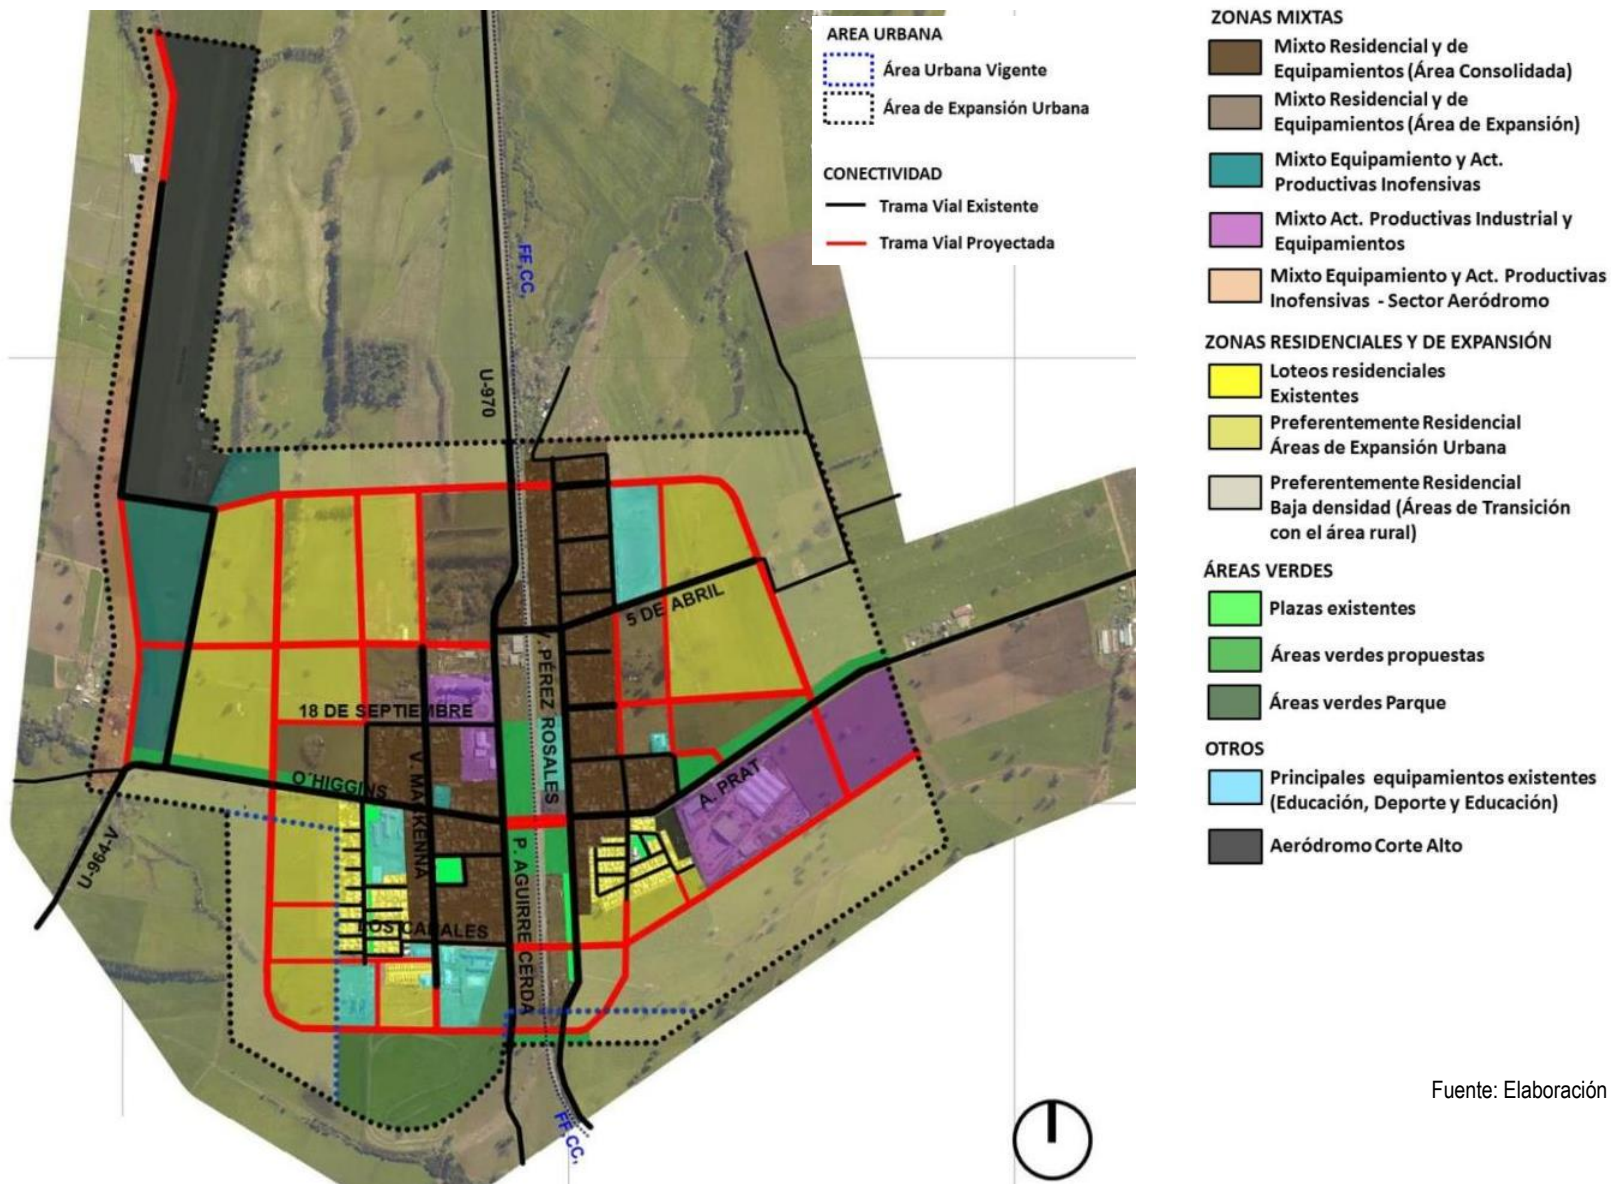 AREA URBANA
Área Urbana Vigente
Área de Expansión Urbana
CONECTIVIDAD
Trama Vial Existente
Trama Vial Proyectada
ZONAS MIXTAS
Mixto Residencial y de
Equipamientos (Área Consolidada)
Mixto Residencial y de
Equipamientos (Área de Expansión)
Mixto Equipamiento y Act.
Productivas Inofensivas
Mixto Act. Productivas Industrial y
Equipamientos
Mixto Equipamiento y Act. Productivas
Inofensivas - Sector Aeródromo
ZONAS RESIDENCIALES Y DE EXPANSIÓN
Loteos residenciales
Existentes
Preferentemente Residencial
Áreas de Expansión Urbana
Preferentemente Residencial
Baja densidad (Áreas de Transición
con el área rural)
ÁREAS VERDES
Plazas existentes
Áreas verdes propuestas
Áreas verdes Parque
OTROS
Principales equipamientos existentes
(Educación, Deporte y Educación)
Aeródromo Corte Alto
Fuente: Elaboración
FF,CC,
U-970
5 DE ABRIL
V. PÉREZ ROSALES
18 DE SEPTIEMBRE
O'HIGGINS
V. MACKENNA
A. PRAT
U-964-V
P. AGUIRRE CERDA
LOS CANALES
FF,CC,